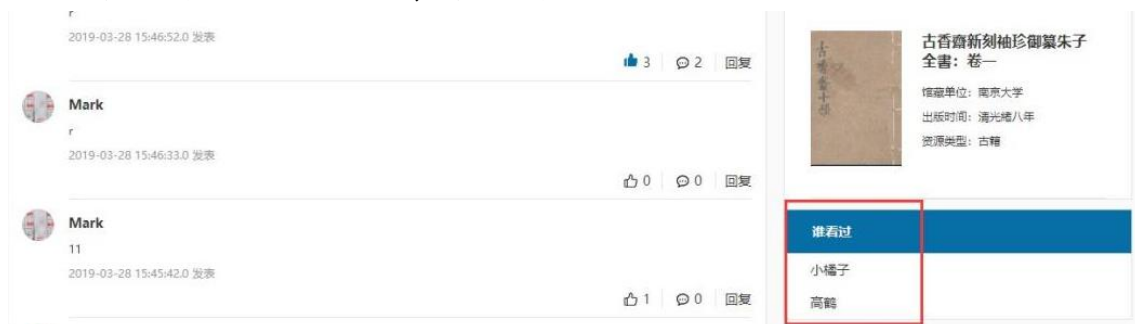 r
2019-03-28 15:46:52.0 发表
3 2 回复
Mark
r
2019-03-28 15:46:33.0 发表
0 0 回复
Mark
11
2019-03-28 15:45:42.0 发表
1 0 回复
古香齋新刻袖珍御篹朱子
全書：卷一
馆藏单位：南京大学
出版时间：清光緒八年
资源类型：古籍
谁看过
小橘子
高鹤